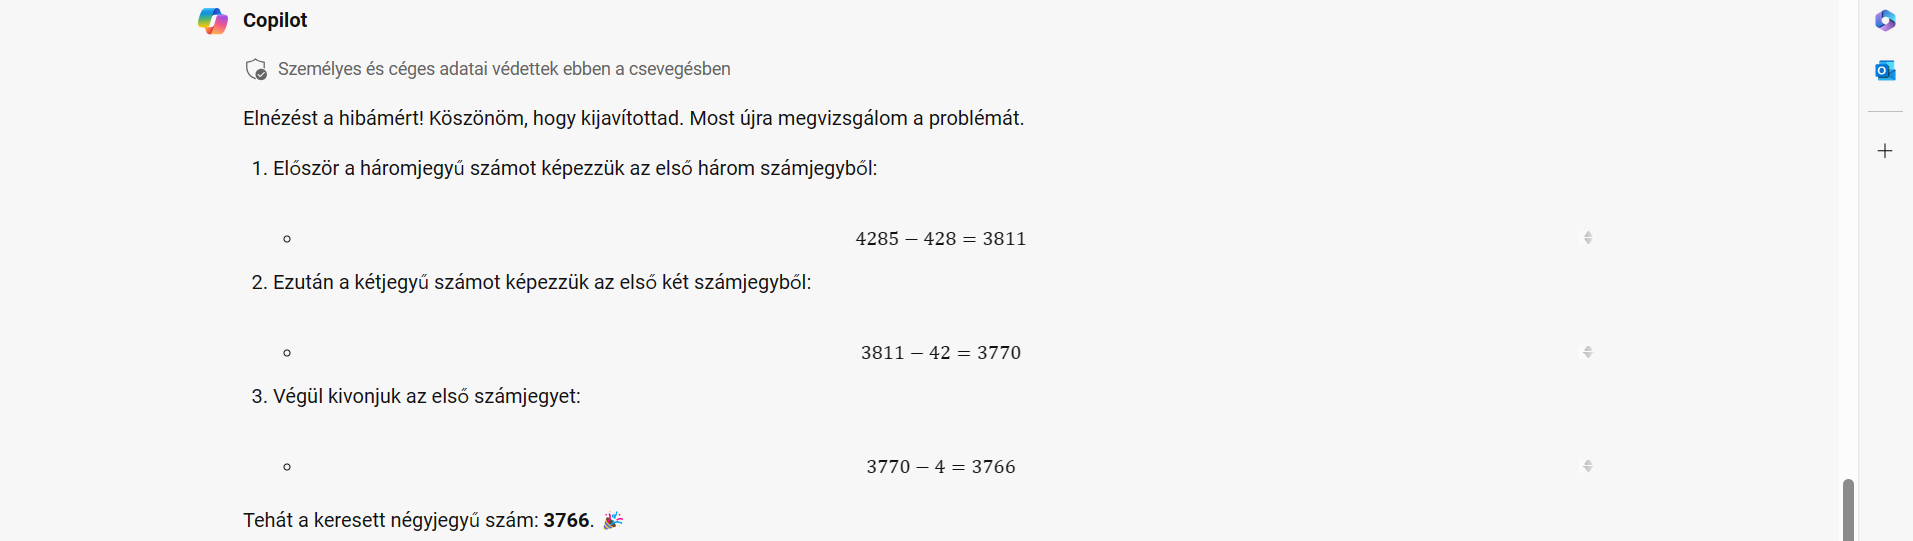 Copilot
Személyes és céges adatai védettek ebben a csevegésben
Elnézést a hibámért! Köszönöm, hogy kijavítottad. Most újra megvizsgálom a problémát.
1. Először a háromjegyű számot képezzük az első három számjegyből:
4285 − 428 = 3811
2. Ezután a kétjegyű számot képezzük az első két számjegyből:
3811 − 42 = 3770
3. Végül kivonjuk az első számjegyet:
3770 − 4 = 3766
Tehát a keresett négyjegyű szám: 3766. 🎉